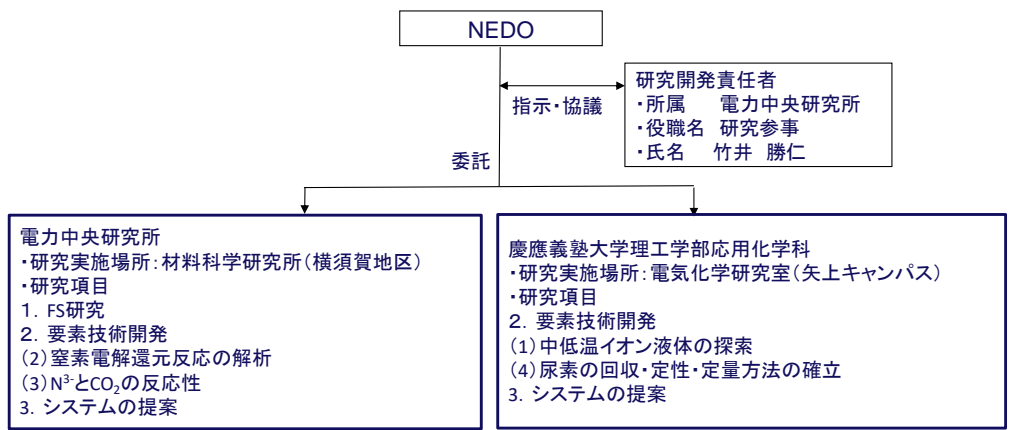 NEDO
研究開発責任者
・所属　電力中央研究所
・役職名　研究参事
・氏名　竹井　勝仁
指示・協議
委託
電力中央研究所
・研究実施場所：材料科学研究所（横須賀地区）
・研究項目
１．FS研究
２．要素技術開発
（２）窒素電解還元反応の解析
（３）N³⁻とCO₂の反応性
3．システムの提案
慶應義塾大学理工学部応用化学科
・研究実施場所：電気化学研究室（矢上キャンパス）
・研究項目
２．要素技術開発
（１）中低温イオン液体の探索
（４）尿素の回収・定性・定量方法の確立
3．システムの提案